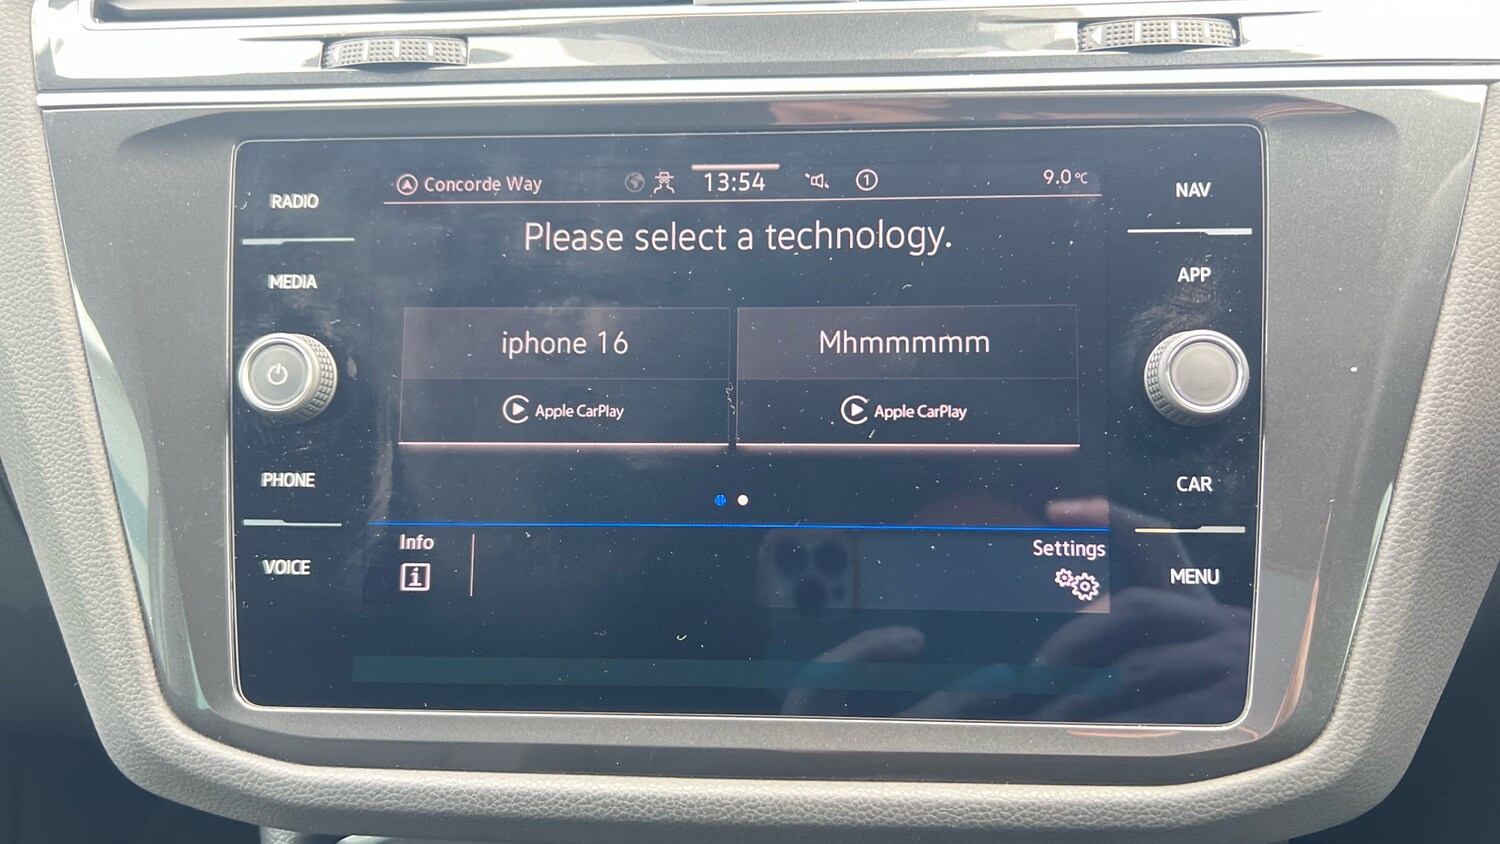 RADIO
MEDIA
PHONE
VOICE
Concorde Way
13:54
1
9.0 °C
Please select a technology.
iphone 16
Apple CarPlay
Mhmmmmm
Apple CarPlay
Info
i
Settings
NAV
APP
CAR
MENU